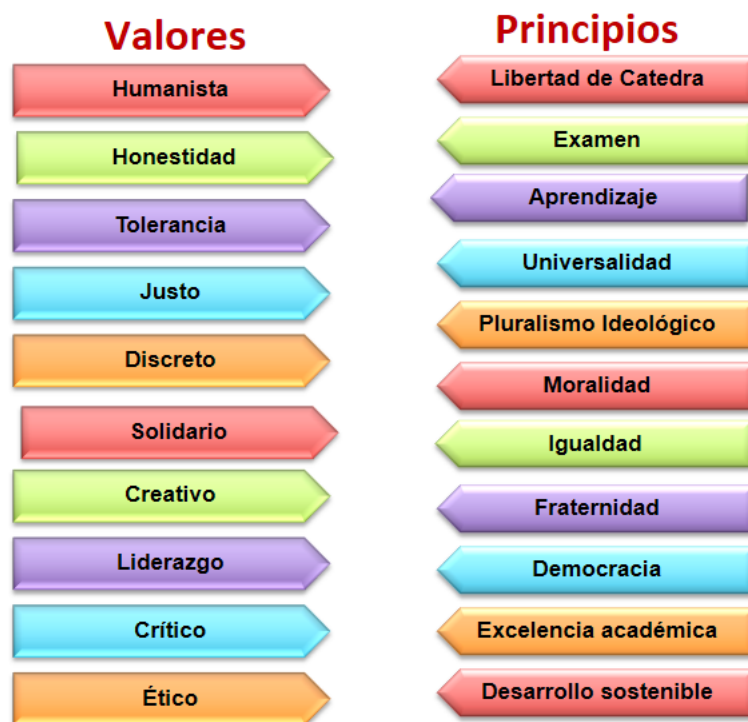 Valores
Humanista
Honestidad
Tolerancia
Justo
Discreto
Solidario
Creativo
Liderazgo
Crítico
Ético
Principios
Libertad de Catedra
Examen
Aprendizaje
Universalidad
Pluralismo Ideológico
Moralidad
Igualdad
Fraternidad
Democracia
Excelencia académica
Desarrollo sostenible